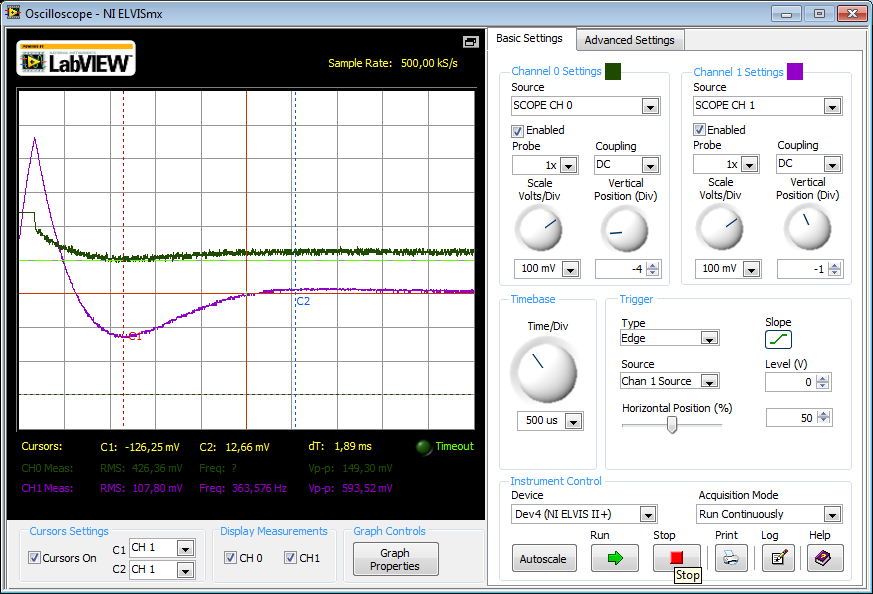 Oscilloscope - NI ELVISmx
POWERED BY
LabVIEW
Sample Rate: 500,00 kS/s
C1
C2
Cursors: C1: -126,25 mV C2: 12,66 mV dT: 1,89 ms Timeout
CH0 Meas: RMS: 426,36 mV Freq: ? Vp-p: 149,30 mV
CH1 Meas: RMS: 107,80 mV Freq: 363,576 Hz Vp-p: 593,52 mV
Cursors Settings
Cursors On
C1 CH 1
C2 CH 1
Display Measurements
CH 0 CH1
Graph Controls
Graph
Properties
Basic Settings Advanced Settings
Channel 0 Settings
Source
SCOPE CH 0
Enabled
Probe Coupling
1x DC
Scale Vertical
Volts/Div Position (Div)
100 mV -4
Channel 1 Settings
Source
SCOPE CH 1
Enabled
Probe Coupling
1x DC
Scale Vertical
Volts/Div Position (Div)
100 mV -1
Timebase
Time/Div
500 us
Trigger
Type Slope
Edge
Source Level (V)
Chan 1 Source 0
Horizontal Position (%)
50
Instrument Control
Device Acquisition Mode
Dev4 (NI ELVIS II+) Run Continuously
Run Stop Print Log Help
Autoscale
Stop